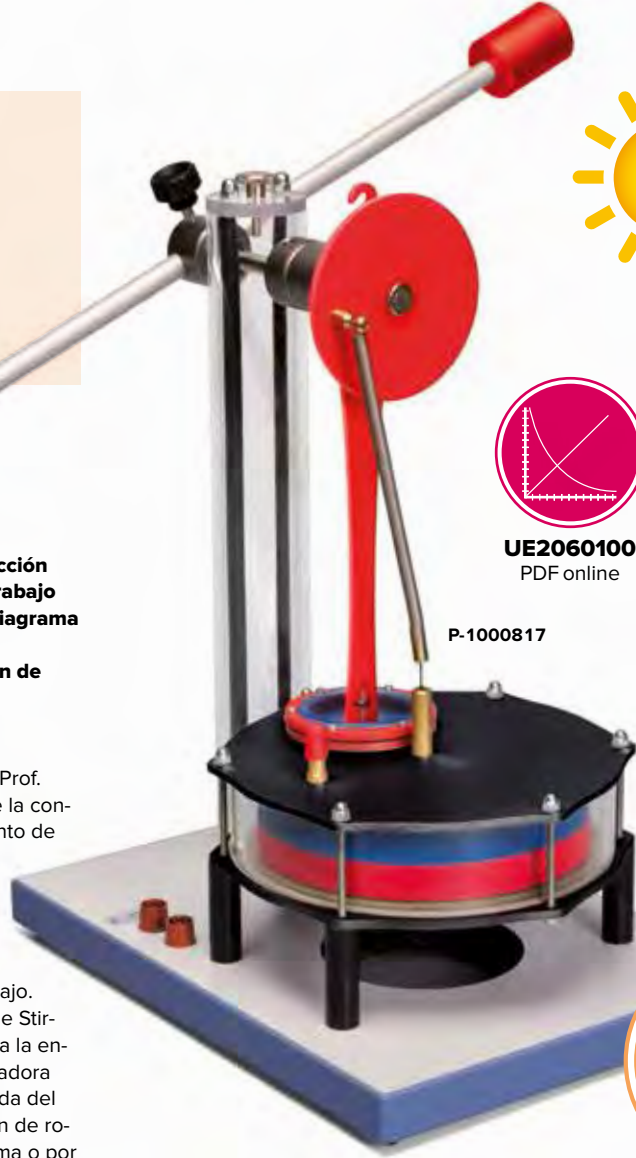 cción
rabajo
iagrama
n de
Prof.
e la con-
nto de
ajo.
e Stir-
a la en-
adora
da del
n de ro-
ma o por
UE2060100
PDF online
P-1000817